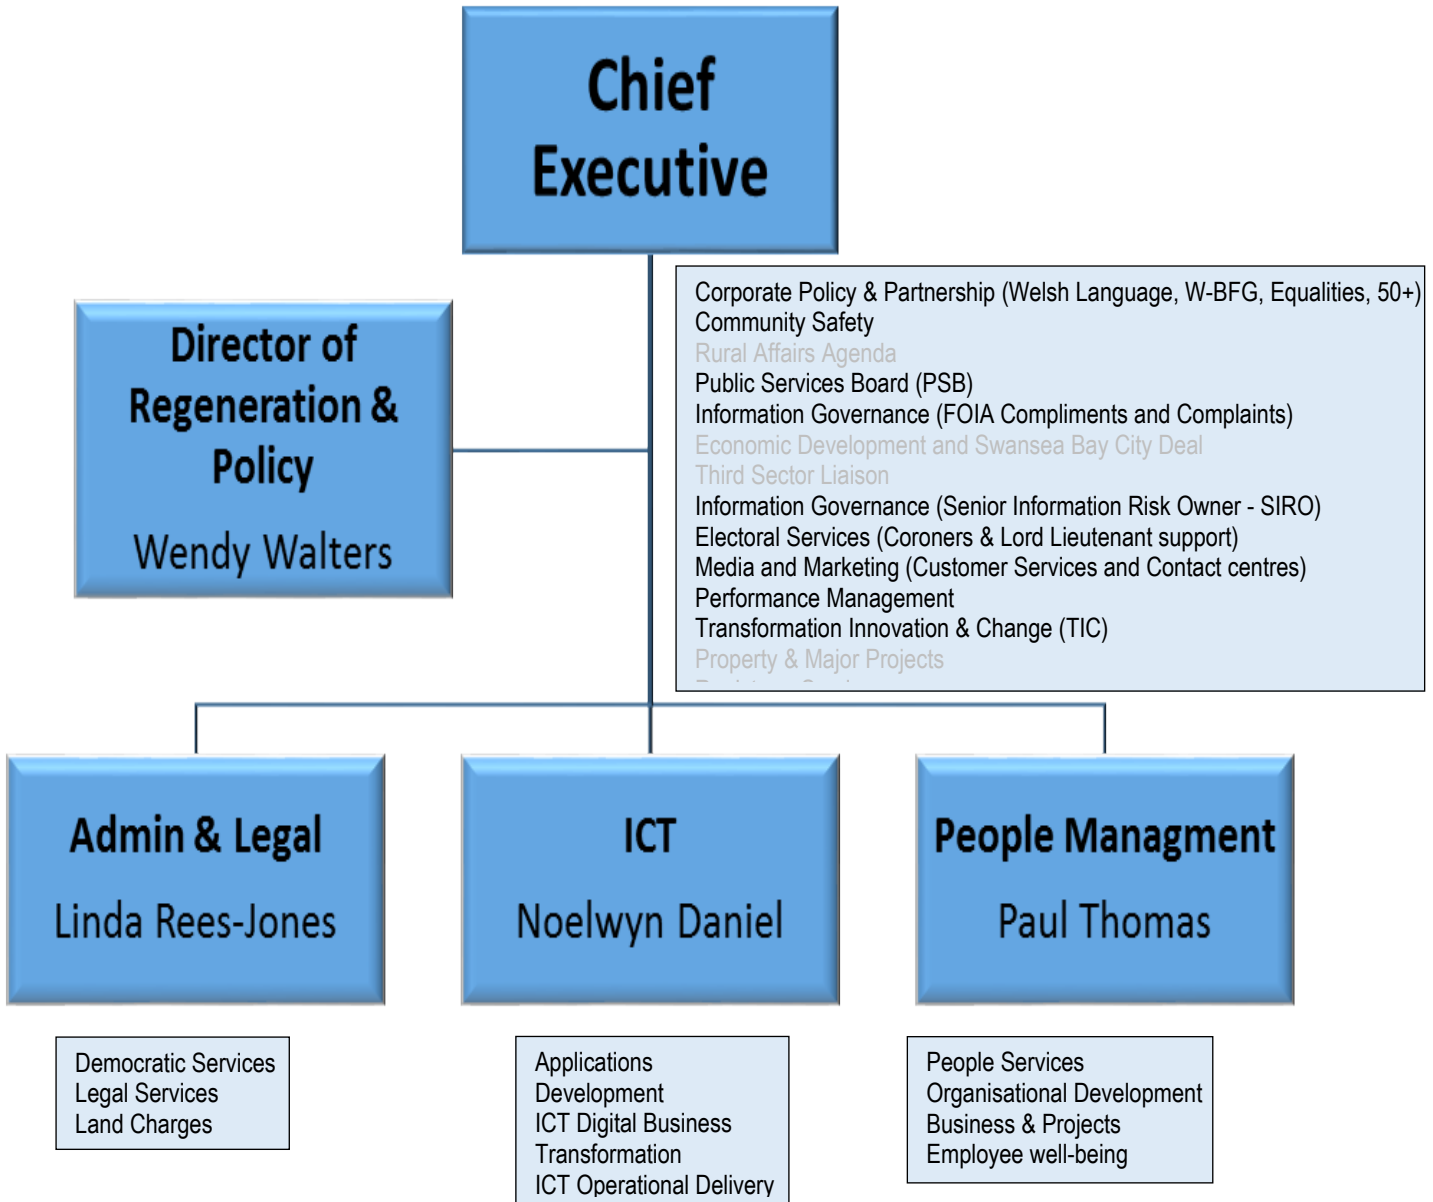 Chief
Executive
Director of
Regeneration &
Policy
Wendy Walters
Corporate Policy & Partnership (Welsh Language, W-BFG, Equalities, 50+)
Community Safety
Rural Affairs Agenda
Public Services Board (PSB)
Information Governance (FOIA Compliments and Complaints)
Economic Development and Swansea Bay City Deal
Third Sector Liaison
Information Governance (Senior Information Risk Owner - SIRO)
Electoral Services (Coroners & Lord Lieutenant support)
Media and Marketing (Customer Services and Contact centres)
Performance Management
Transformation Innovation & Change (TIC)
Property & Major Projects
Admin & Legal
Linda Rees-Jones
ICT
Noelwyn Daniel
People Managment
Paul Thomas
Democratic Services
Legal Services
Land Charges
Applications
Development
ICT Digital Business
Transformation
ICT Operational Delivery
People Services
Organisational Development
Business & Projects
Employee well-being